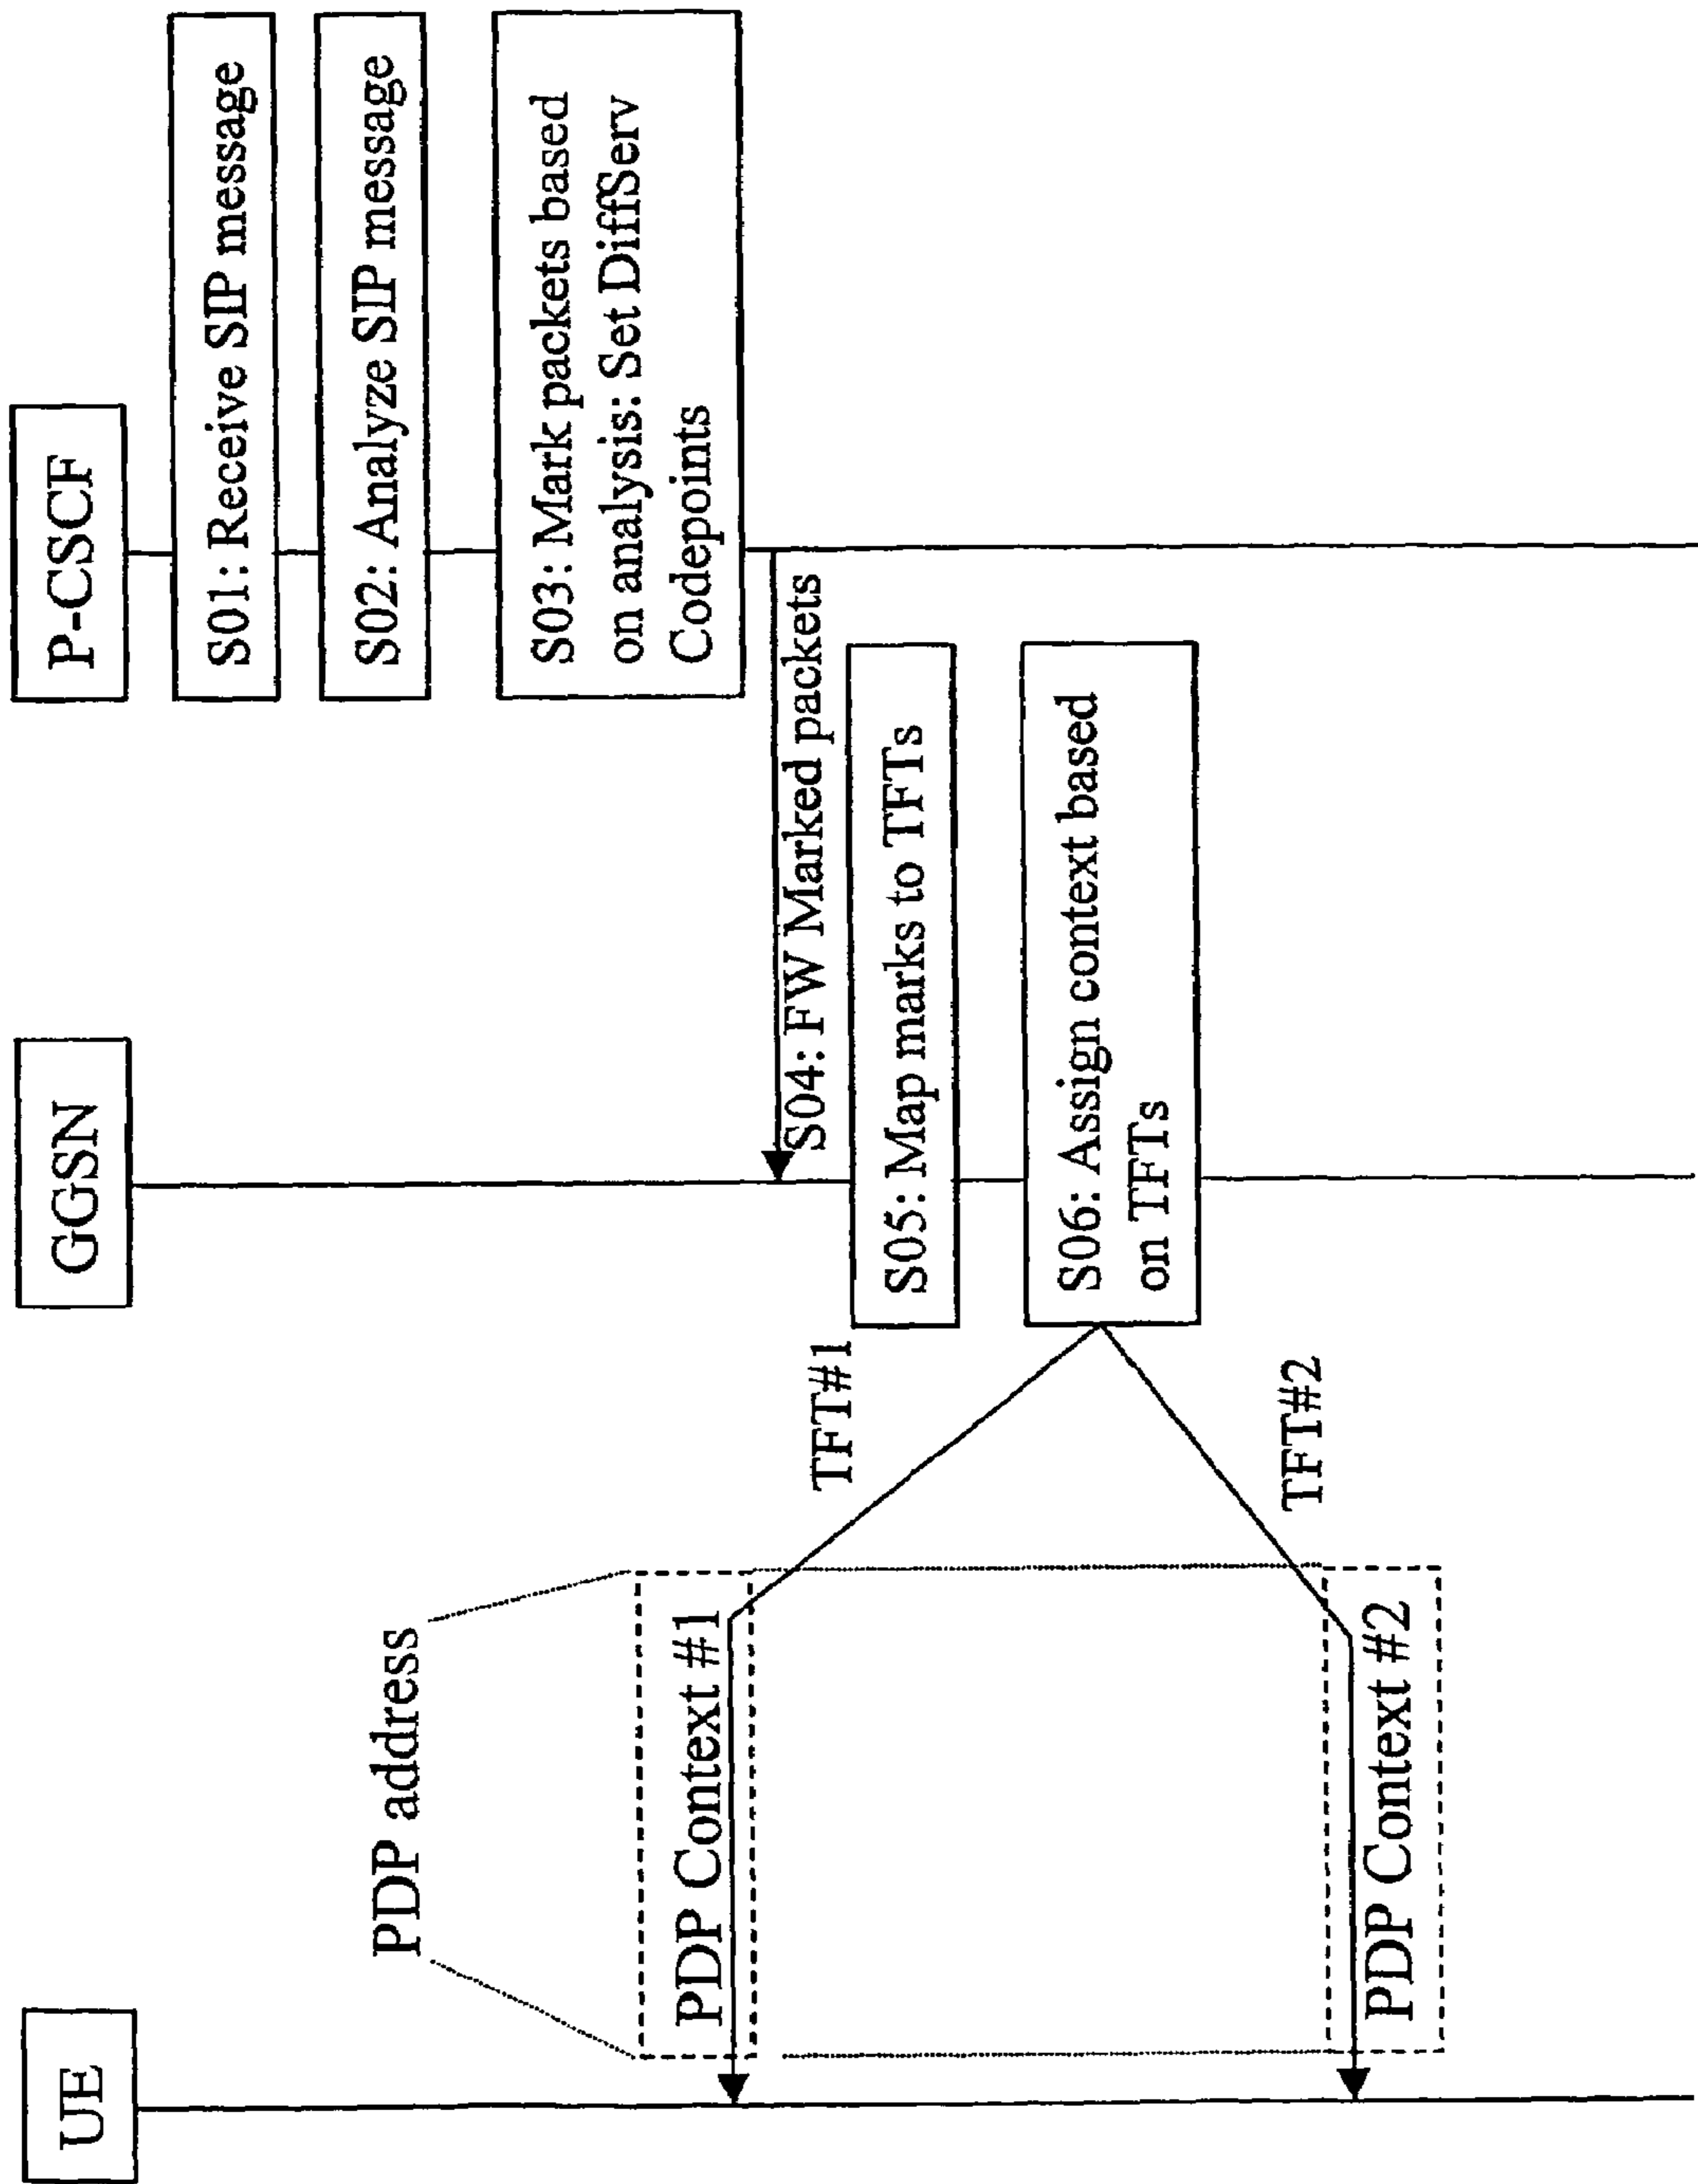 UE
GGSN
P-CSCF
S01: Receive SIP message
S02: Analyze SIP message
S03: Mark packets based
on analysis: Set DiffServ
Codepoints
S04: FW Marked packets
S05: Map marks to TFTs
S06: Assign context based
on TFTs
PDP address
TFT#1
PDP Context #1
TFT#2
PDP Context #2